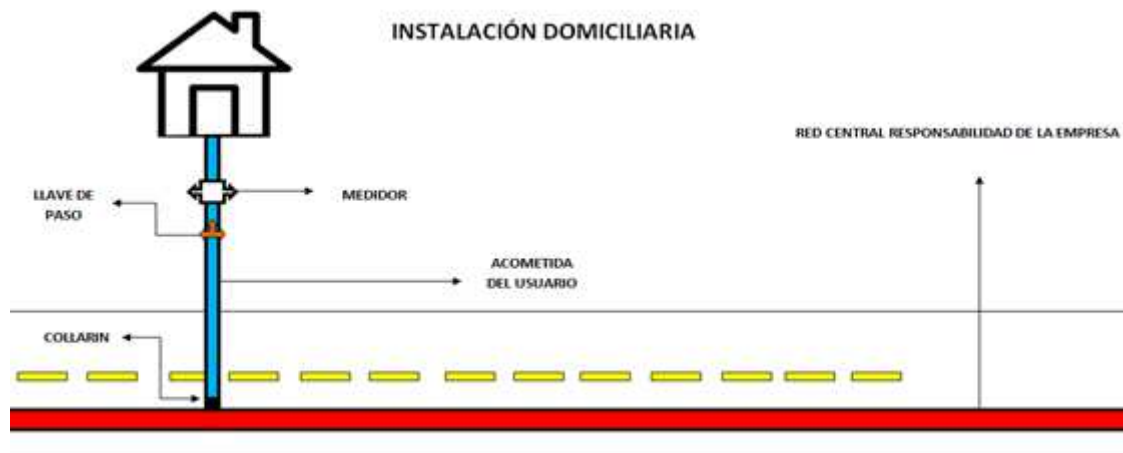 INSTALACIÓN DOMICILIARIA
RED CENTRAL RESPONSABILIDAD DE LA EMPRESA
LLAVE DE
PASO
MEDIDOR
ACOMETIDA
DEL USUARIO
COLLARIN